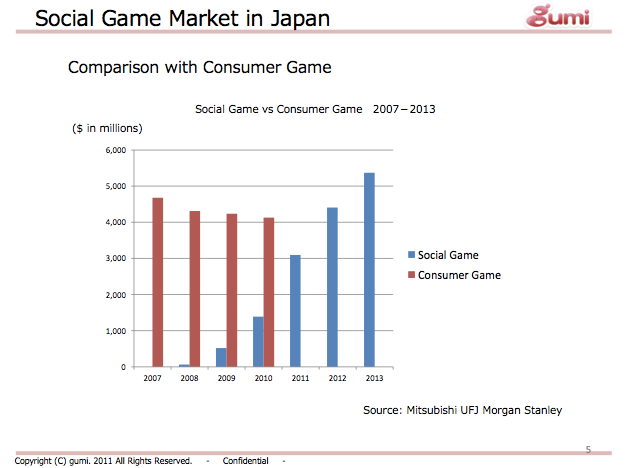 Social Game Market in Japan
gumi
Comparison with Consumer Game
Social Game vs Consumer Game 2007－2013
($ in millions)
6,000
5,000
4,000
3,000
2,000
1,000
0
2007 2008 2009 2010 2011 2012 2013
Social Game
Consumer Game
Source: Mitsubishi UFJ Morgan Stanley
5
Copyright (C) gumi. 2011 All Rights Reserved. - Confidential -